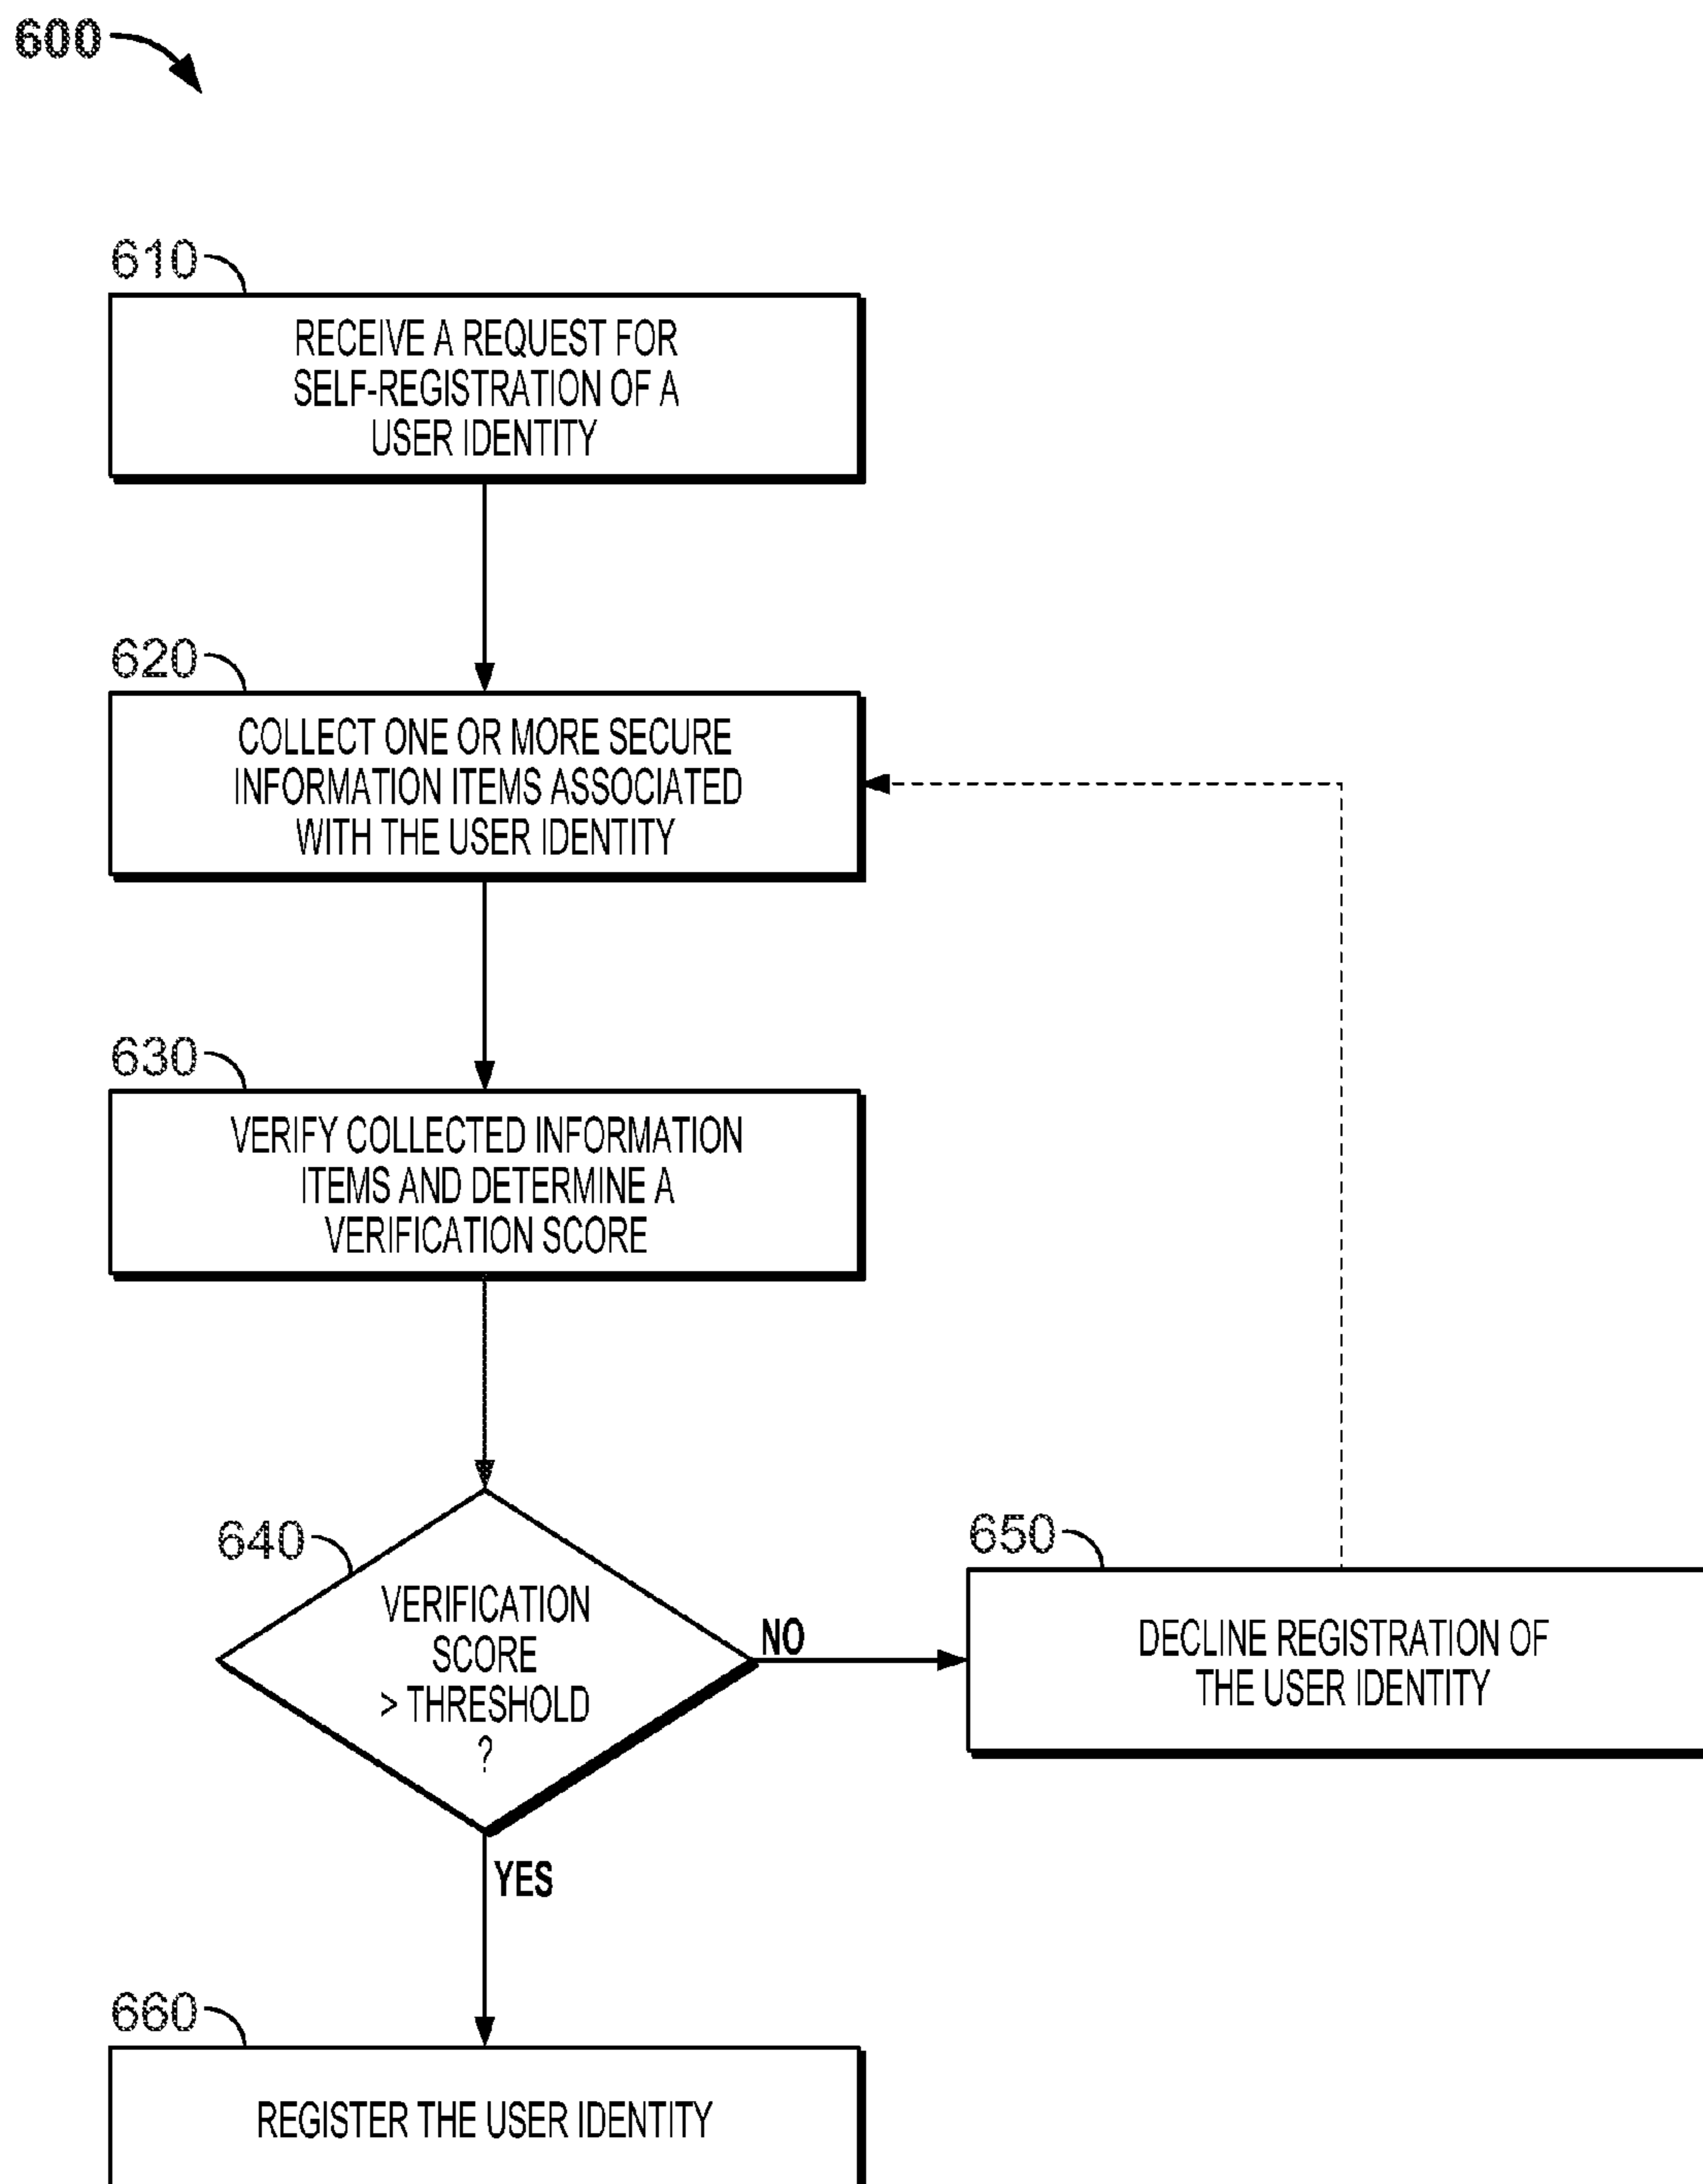 600
610
RECEIVE A REQUEST FOR
SELF-REGISTRATION OF A
USER IDENTITY
620
COLLECT ONE OR MORE SECURE
INFORMATION ITEMS ASSOCIATED
WITH THE USER IDENTITY
630
VERIFY COLLECTED INFORMATION
ITEMS AND DETERMINE A
VERIFICATION SCORE
640
VERIFICATION
SCORE
> THRESHOLD
?
NO
650
DECLINE REGISTRATION OF
THE USER IDENTITY
YES
660
REGISTER THE USER IDENTITY